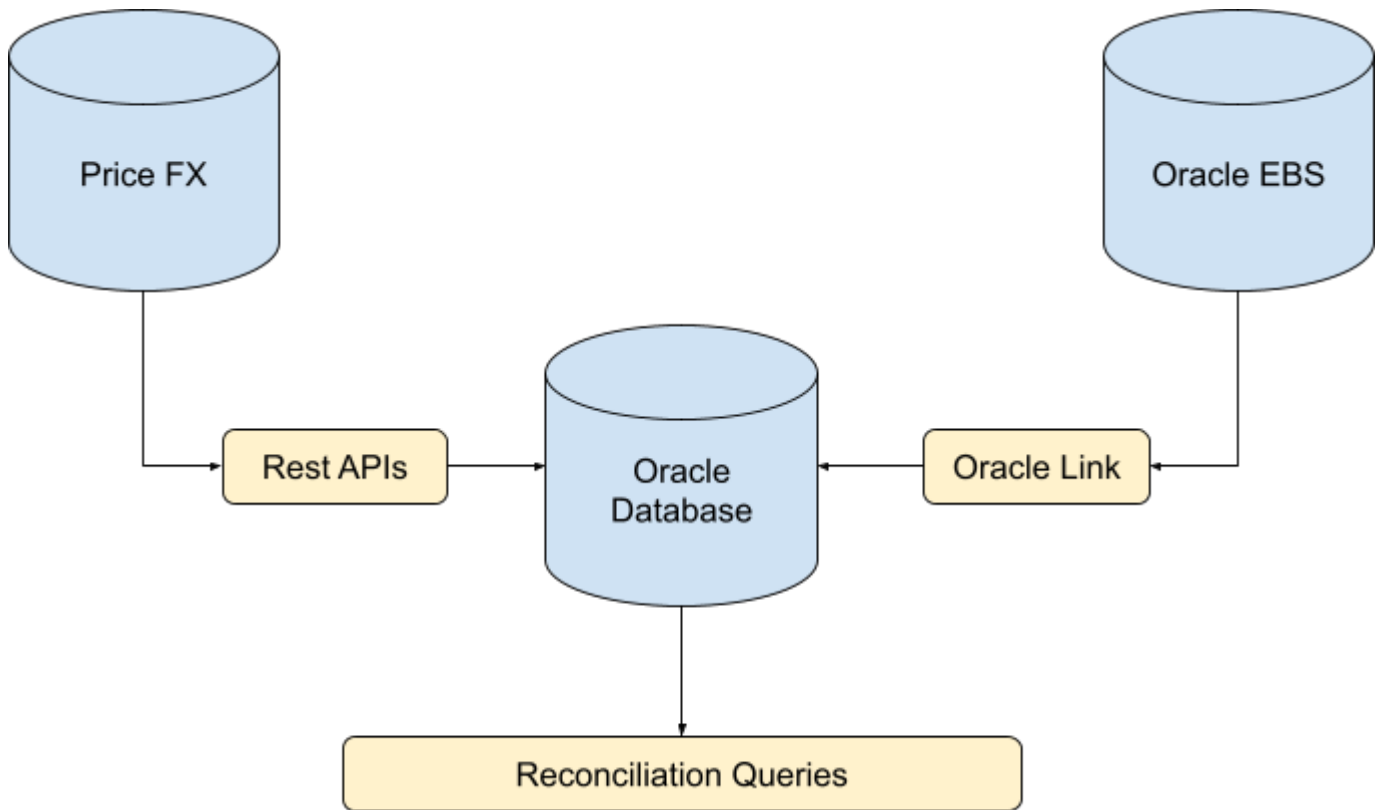 Price FX
Oracle EBS
Rest APIs
Oracle
Database
Oracle Link
Reconciliation Queries